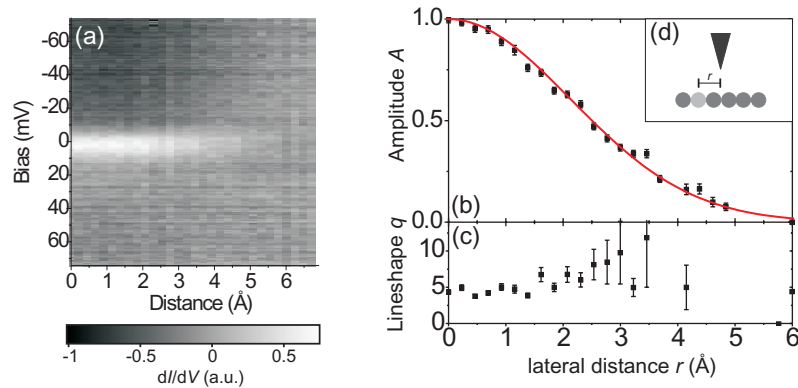 (a)
Bias (mV)
-60
-40
-20
0
20
40
60
0 1 2 3 4 5 6
Distance (Å)
-1 -0.5 0 0.5
dI/dV (a.u.)
Amplitude A
1.0
0.5
1.0
(b)
(d)
r
Lineshape q
10
5
0
(c)
0 1 2 3 4 5 6
lateral distance r (Å)